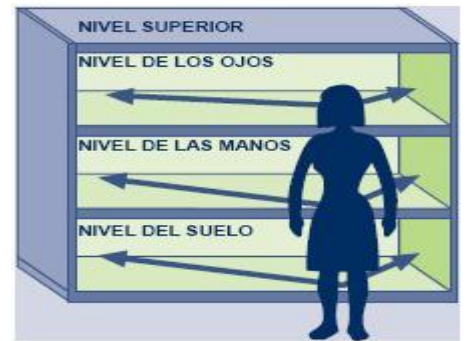 NIVEL SUPERIOR
NIVEL DE LOS OJOS
NIVEL DE LAS MANOS
NIVEL DEL SUELO